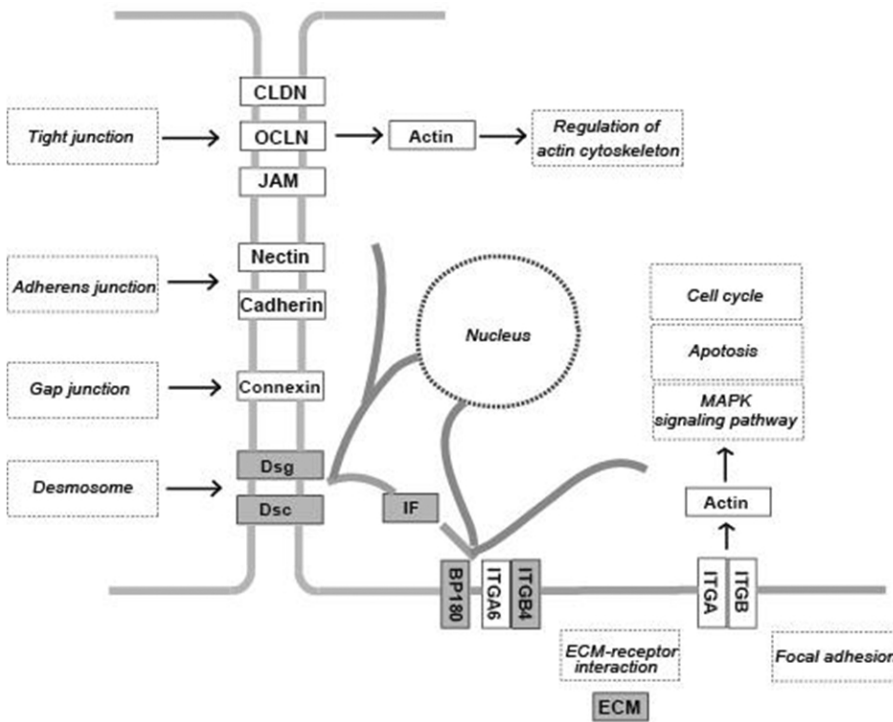 CLDN
Tight junction
OCLN
Actin
Regulation of
actin cytoskeleton
JAM
Nectin
Adherens junction
Cadherin
Nucleus
Cell cycle
Apotosis
Gap junction
Connexin
MAPK
signaling pathway
Dsg
Desmosome
Dsc
IF
Actin
BP180
ITGA6
ITGB4
ITGA
ITGB
ECM-receptor
interaction
Focal adhesion
ECM